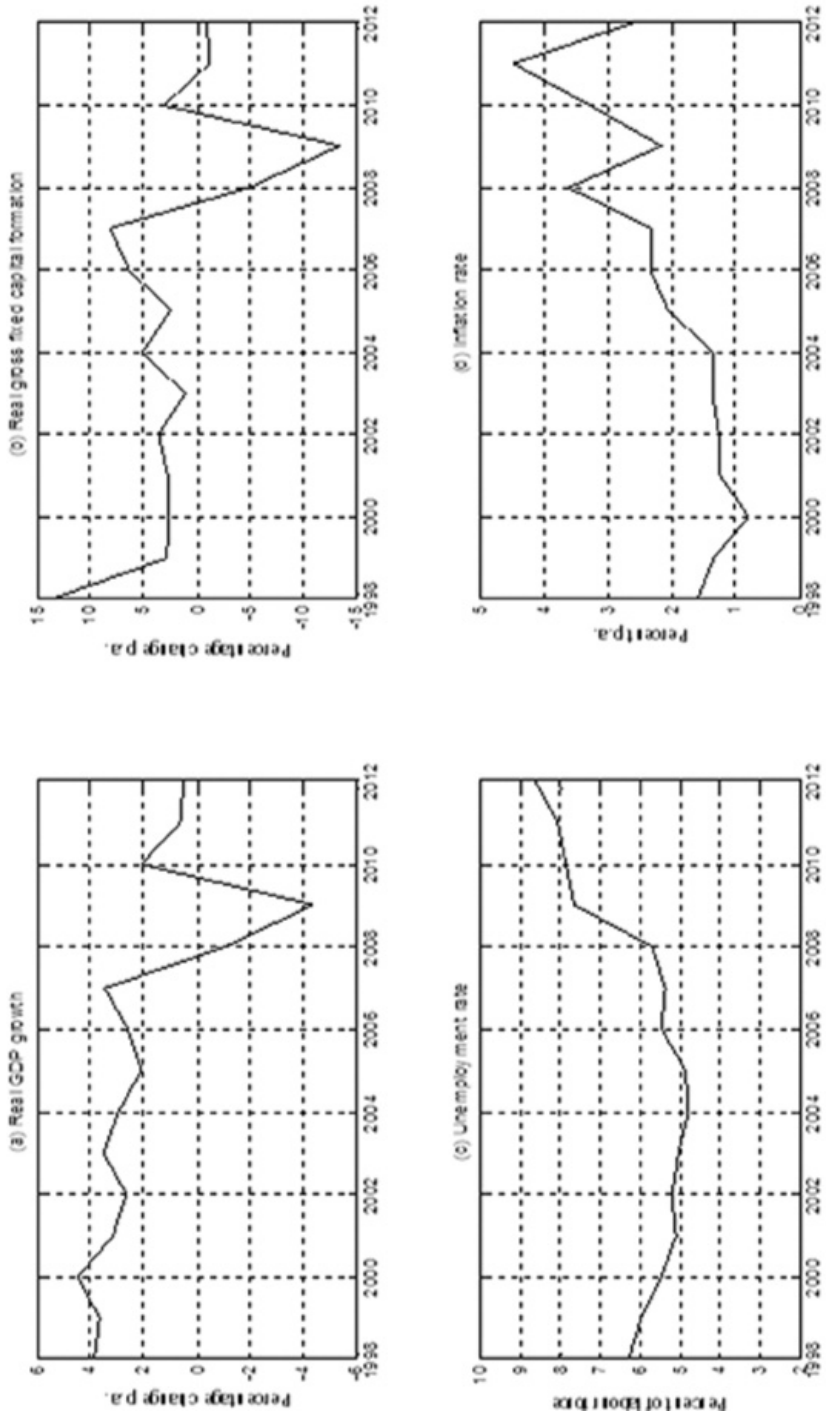 (a) Real GDP growth
Percentage change p.a.
6
4
2
0
-2
-4
-6
1998 2000 2002 2004 2006 2008 2010 2012
(b) Real gross fixed capital formation
Percentage change p.a.
15
10
5
0
-5
-10
-15
1998 2000 2002 2004 2006 2008 2010 2012
(c) Unemployment rate
Percent of labour force
10
9
8
7
6
5
4
3
2
1998 2000 2002 2004 2006 2008 2010 2012
(d) Inflation rate
Percent p.a.
5
4
3
2
1
0
1998 2000 2002 2004 2006 2008 2010 2012